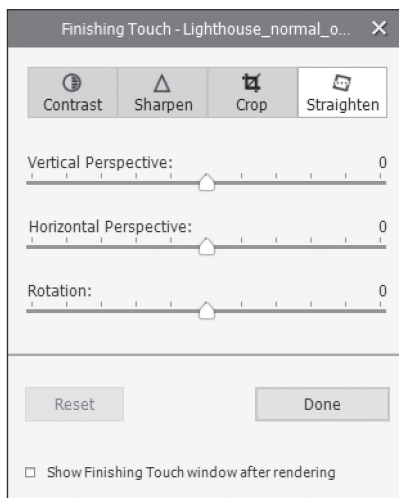 Finishing Touch - Lighthouse_normal_o... ✕
Contrast Sharpen Crop Straighten
Vertical Perspective: 0
Horizontal Perspective: 0
Rotation: 0
Reset Done
Show Finishing Touch window after rendering